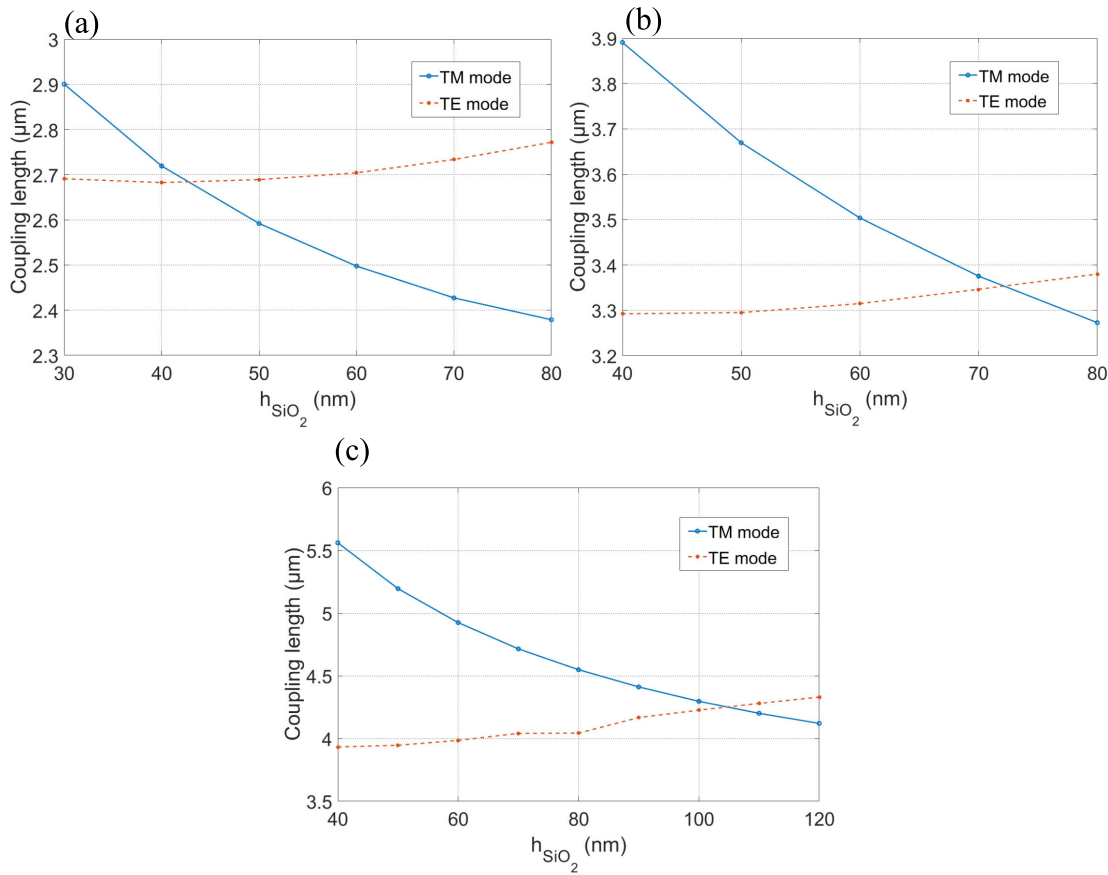 (a)
3
2.9
2.8
2.7
2.6
2.5
2.4
2.3
Coupling length (μm)
TM mode
TE mode
30 40 50 60 70 80
h_SiO₂ (nm)
(b)
3.9
3.8
3.7
3.6
3.5
3.4
3.3
3.2
Coupling length (μm)
TM mode
TE mode
40 50 60 70 80
h_SiO₂ (nm)
(c)
6
5.5
5
4.5
4
3.5
Coupling length (μm)
TM mode
TE mode
40 60 80 100 120
h_SiO₂ (nm)